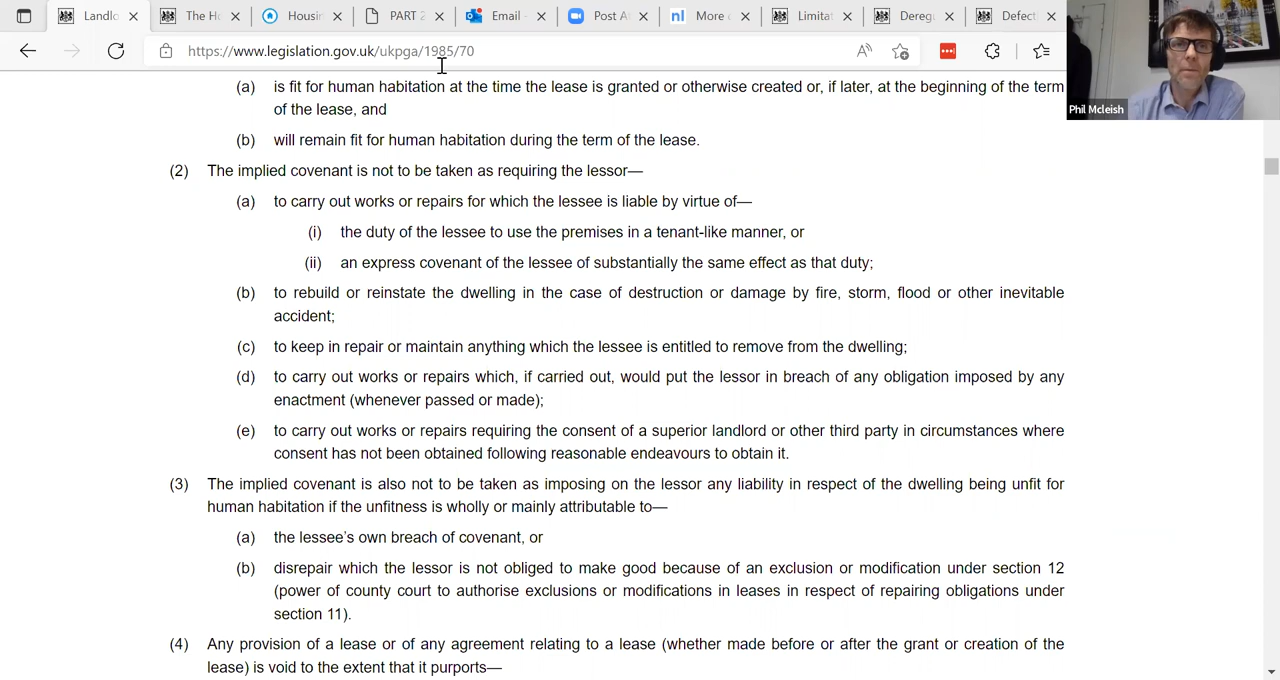 Landlo
The Ho
Housin
PART 2
Email -
Post A
nl
More o
Limitat
Deregu
Defect
https://www.legislation.gov.uk/ukpga/1985/70
Phil Mcleish
(a) is fit for human habitation at the time the lease is granted or otherwise created or, if later, at the beginning of the term
of the lease, and
(b) will remain fit for human habitation during the term of the lease.
(2) The implied covenant is not to be taken as requiring the lessor—
(a) to carry out works or repairs for which the lessee is liable by virtue of—
(i) the duty of the lessee to use the premises in a tenant-like manner, or
(ii) an express covenant of the lessee of substantially the same effect as that duty;
(b) to rebuild or reinstate the dwelling in the case of destruction or damage by fire, storm, flood or other inevitable
accident;
(c) to keep in repair or maintain anything which the lessee is entitled to remove from the dwelling;
(d) to carry out works or repairs which, if carried out, would put the lessor in breach of any obligation imposed by any
enactment (whenever passed or made);
(e) to carry out works or repairs requiring the consent of a superior landlord or other third party in circumstances where
consent has not been obtained following reasonable endeavours to obtain it.
(3) The implied covenant is also not to be taken as imposing on the lessor any liability in respect of the dwelling being unfit for
human habitation if the unfitness is wholly or mainly attributable to—
(a) the lessee's own breach of covenant, or
(b) disrepair which the lessor is not obliged to make good because of an exclusion or modification under section 12
(power of county court to authorise exclusions or modifications in leases in respect of repairing obligations under
section 11).
(4) Any provision of a lease or of any agreement relating to a lease (whether made before or after the grant or creation of the
lease) is void to the extent that it purports—